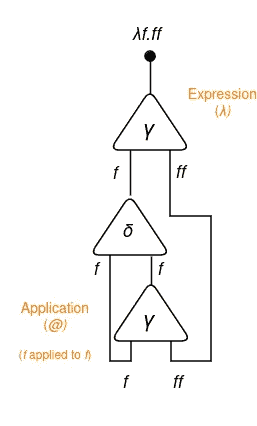 λf.ff
Expression
(λ)
γ
f
ff
δ
f
f
Application
(@)
(f applied to f)
γ
f
ff